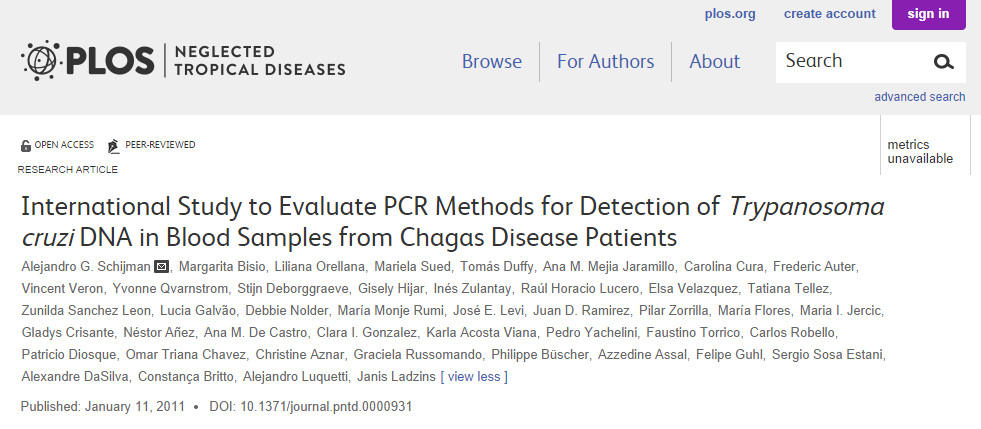 plos.org create account sign in
PLOS NEGLECTED TROPICAL DISEASES
Browse For Authors About Search
advanced search
OPEN ACCESS PEER-REVIEWED
metrics unavailable
RESEARCH ARTICLE
International Study to Evaluate PCR Methods for Detection of Trypanosoma
cruzi DNA in Blood Samples from Chagas Disease Patients
Alejandro G. Schijman, Margarita Bisio, Liliana Orellana, Mariela Sued, Tomás Duffy, Ana M. Mejia Jaramillo, Carolina Cura, Frederic Auter,
Vincent Veron, Yvonne Qvarnstrom, Stijn Deborggraeve, Gisely Hijar, Inés Zulantay, Raúl Horacio Lucero, Elsa Velazquez, Tatiana Tellez,
Zunilda Sanchez Leon, Lucia Galvão, Debbie Nolder, María Monje Rumi, José E. Levi, Juan D. Ramirez, Pilar Zorrilla, María Flores, Maria I. Jercic,
Gladys Crisante, Néstor Añez, Ana M. De Castro, Clara I. Gonzalez, Karla Acosta Viana, Pedro Yachelini, Faustino Torrico, Carlos Robello,
Patricio Diosque, Omar Triana Chavez, Christine Aznar, Graciela Russomando, Philippe Büscher, Azzedine Assal, Felipe Guhl, Sergio Sosa Estani,
Alexandre DaSilva, Constança Britto, Alejandro Luquetti, Janis Ladzins [ view less ]
Published: January 11, 2011 • DOI: 10.1371/journal.pntd.0000931